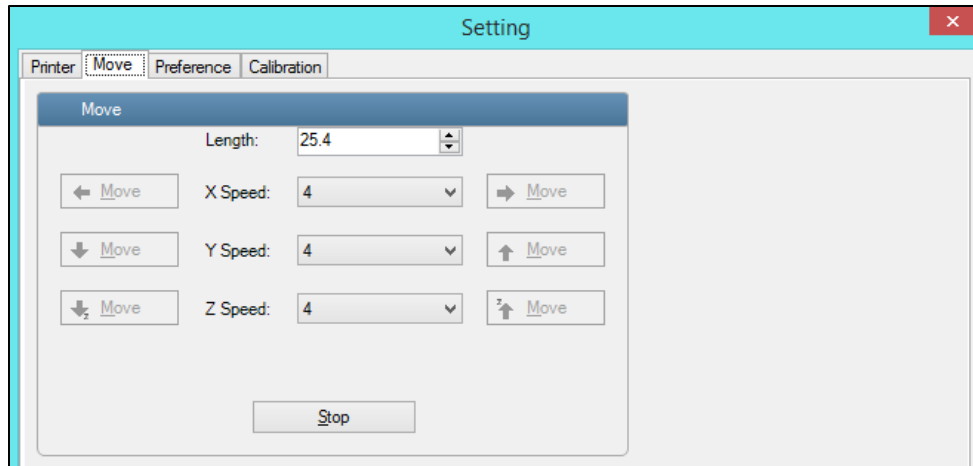 Setting
Printer Move Preference Calibration
Move
Length: 25.4
Move X Speed: 4 Move
Move Y Speed: 4 Move
z Move Z Speed: 4 z Move
Stop